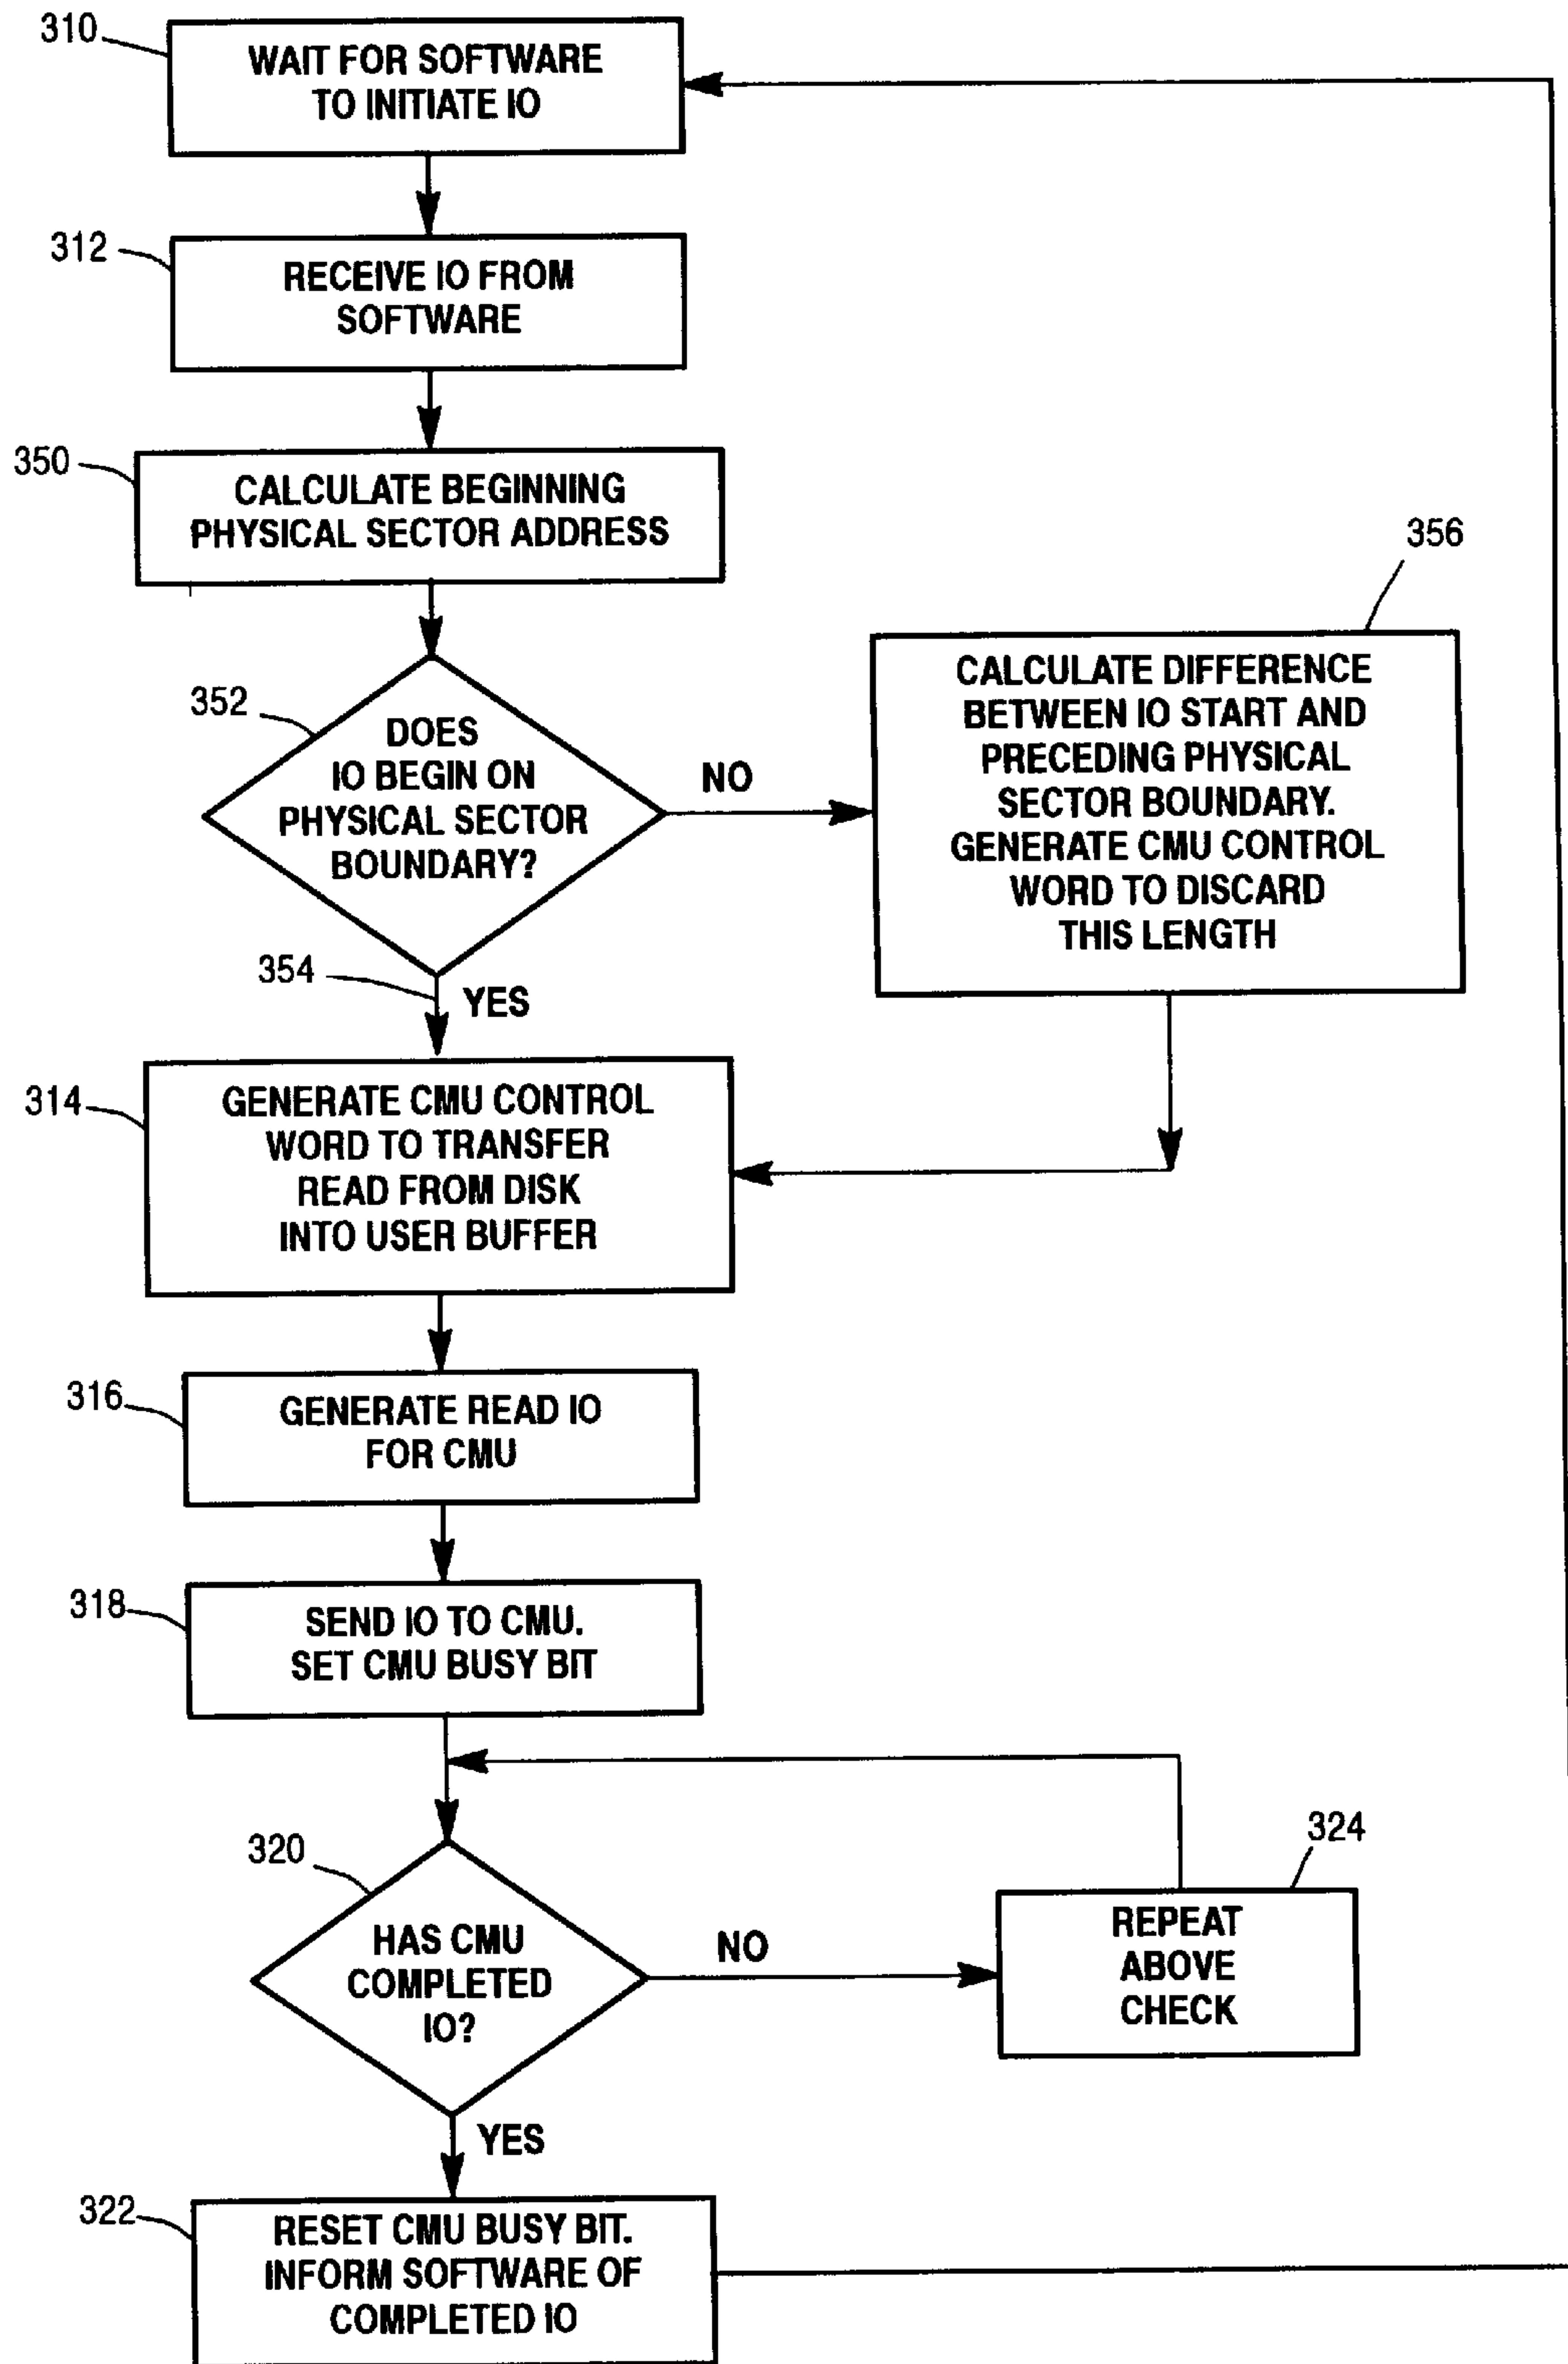 310
WAIT FOR SOFTWARE
TO INITIATE IO
312
RECEIVE IO FROM
SOFTWARE
350
CALCULATE BEGINNING
PHYSICAL SECTOR ADDRESS
352
DOES
IO BEGIN ON
PHYSICAL SECTOR
BOUNDARY?
NO
356
CALCULATE DIFFERENCE
BETWEEN IO START AND
PRECEDING PHYSICAL
SECTOR BOUNDARY.
GENERATE CMU CONTROL
WORD TO DISCARD
THIS LENGTH
354
YES
314
GENERATE CMU CONTROL
WORD TO TRANSFER
READ FROM DISK
INTO USER BUFFER
316
GENERATE READ IO
FOR CMU
318
SEND IO TO CMU.
SET CMU BUSY BIT
320
HAS CMU
COMPLETED
IO?
NO
324
REPEAT
ABOVE
CHECK
YES
322
RESET CMU BUSY BIT.
INFORM SOFTWARE OF
COMPLETED IO